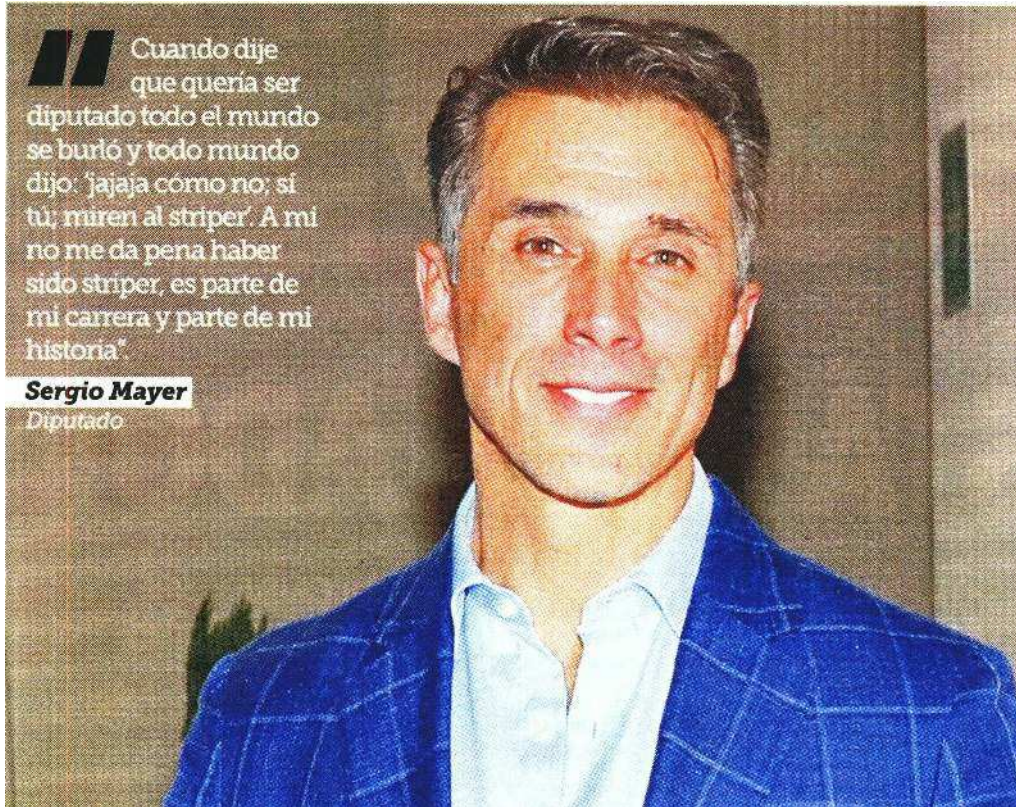 Cuando dije
que quería ser
diputado todo el mundo
se burló y todo mundo
dijo: 'jajaja cómo no; sí
tú; miren al striper'. A mí
no me da pena haber
sido striper, es parte de
mi carrera y parte de mi
historia".
Sergio Mayer
Diputado